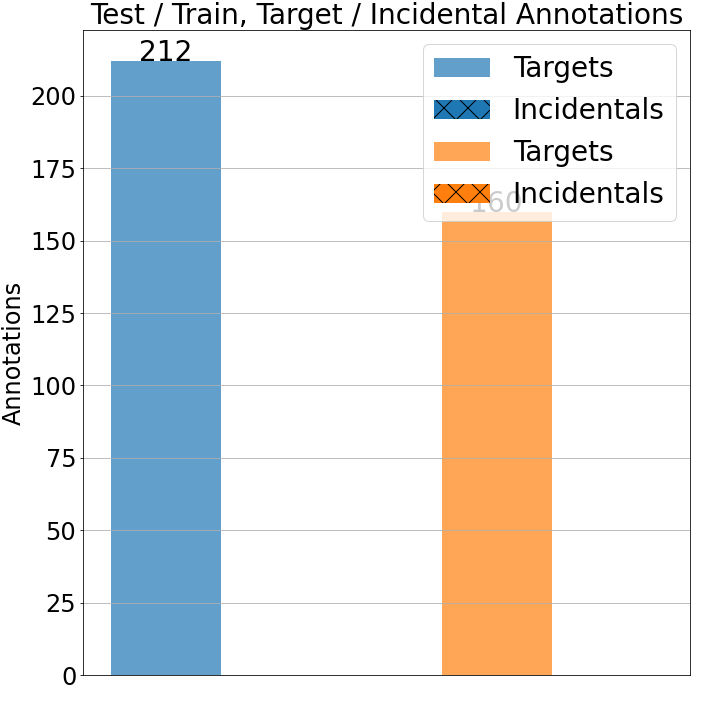 Test / Train, Target / Incidental Annotations
212
Targets
Incidentals
Targets
Incidentals
160
Annotations
200
175
150
125
100
75
50
25
0